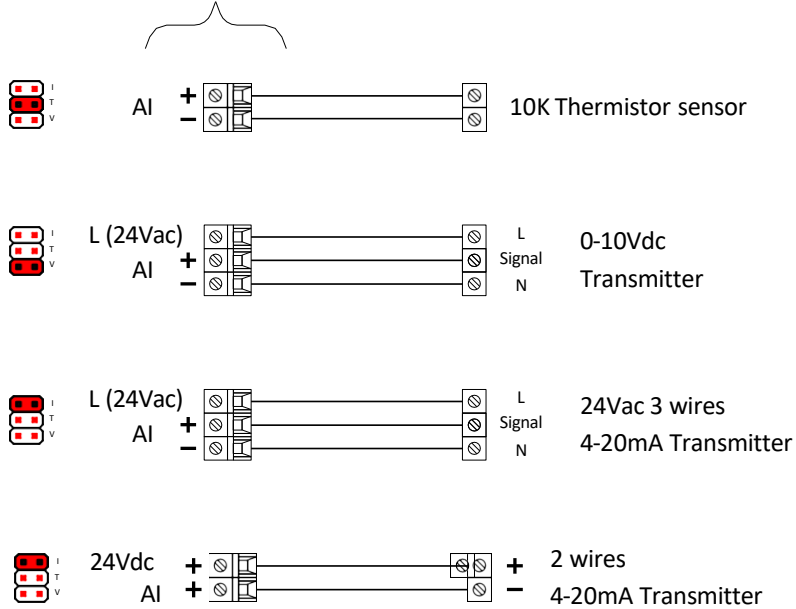 I
T
V
AI + −
10K Thermistor sensor
I
T
V
L (24Vac)
AI + −
L
Signal
N
0-10Vdc
Transmitter
I
T
V
L (24Vac)
AI + −
L
Signal
N
24Vac 3 wires
4-20mA Transmitter
I
T
V
24Vdc +
AI +
+
−
2 wires
4-20mA Transmitter